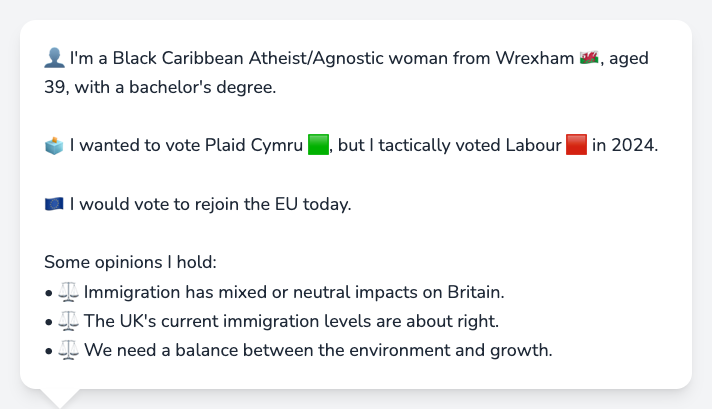 👤 I'm a Black Caribbean Atheist/Agnostic woman from Wrexham 🏴󠁧󠁢󠁷󠁬󠁳󠁿, aged
39, with a bachelor's degree.
🗳️ I wanted to vote Plaid Cymru 🟩, but I tactically voted Labour 🟥 in 2024.
🇪🇺 I would vote to rejoin the EU today.
Some opinions I hold:
• ⚖️ Immigration has mixed or neutral impacts on Britain.
• ⚖️ The UK's current immigration levels are about right.
• ⚖️ We need a balance between the environment and growth.